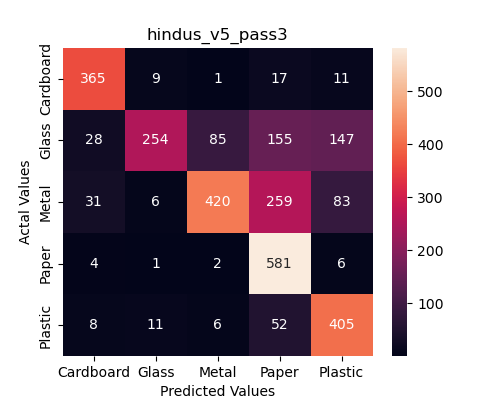 hindus_v5_pass3
Actal Values
Cardboard 365 9 1 17 11
Glass 28 254 85 155 147
Metal 31 6 420 259 83
Paper 4 1 2 581 6
Plastic 8 11 6 52 405
Cardboard Glass Metal Paper Plastic
Predicted Values
500
400
300
200
100